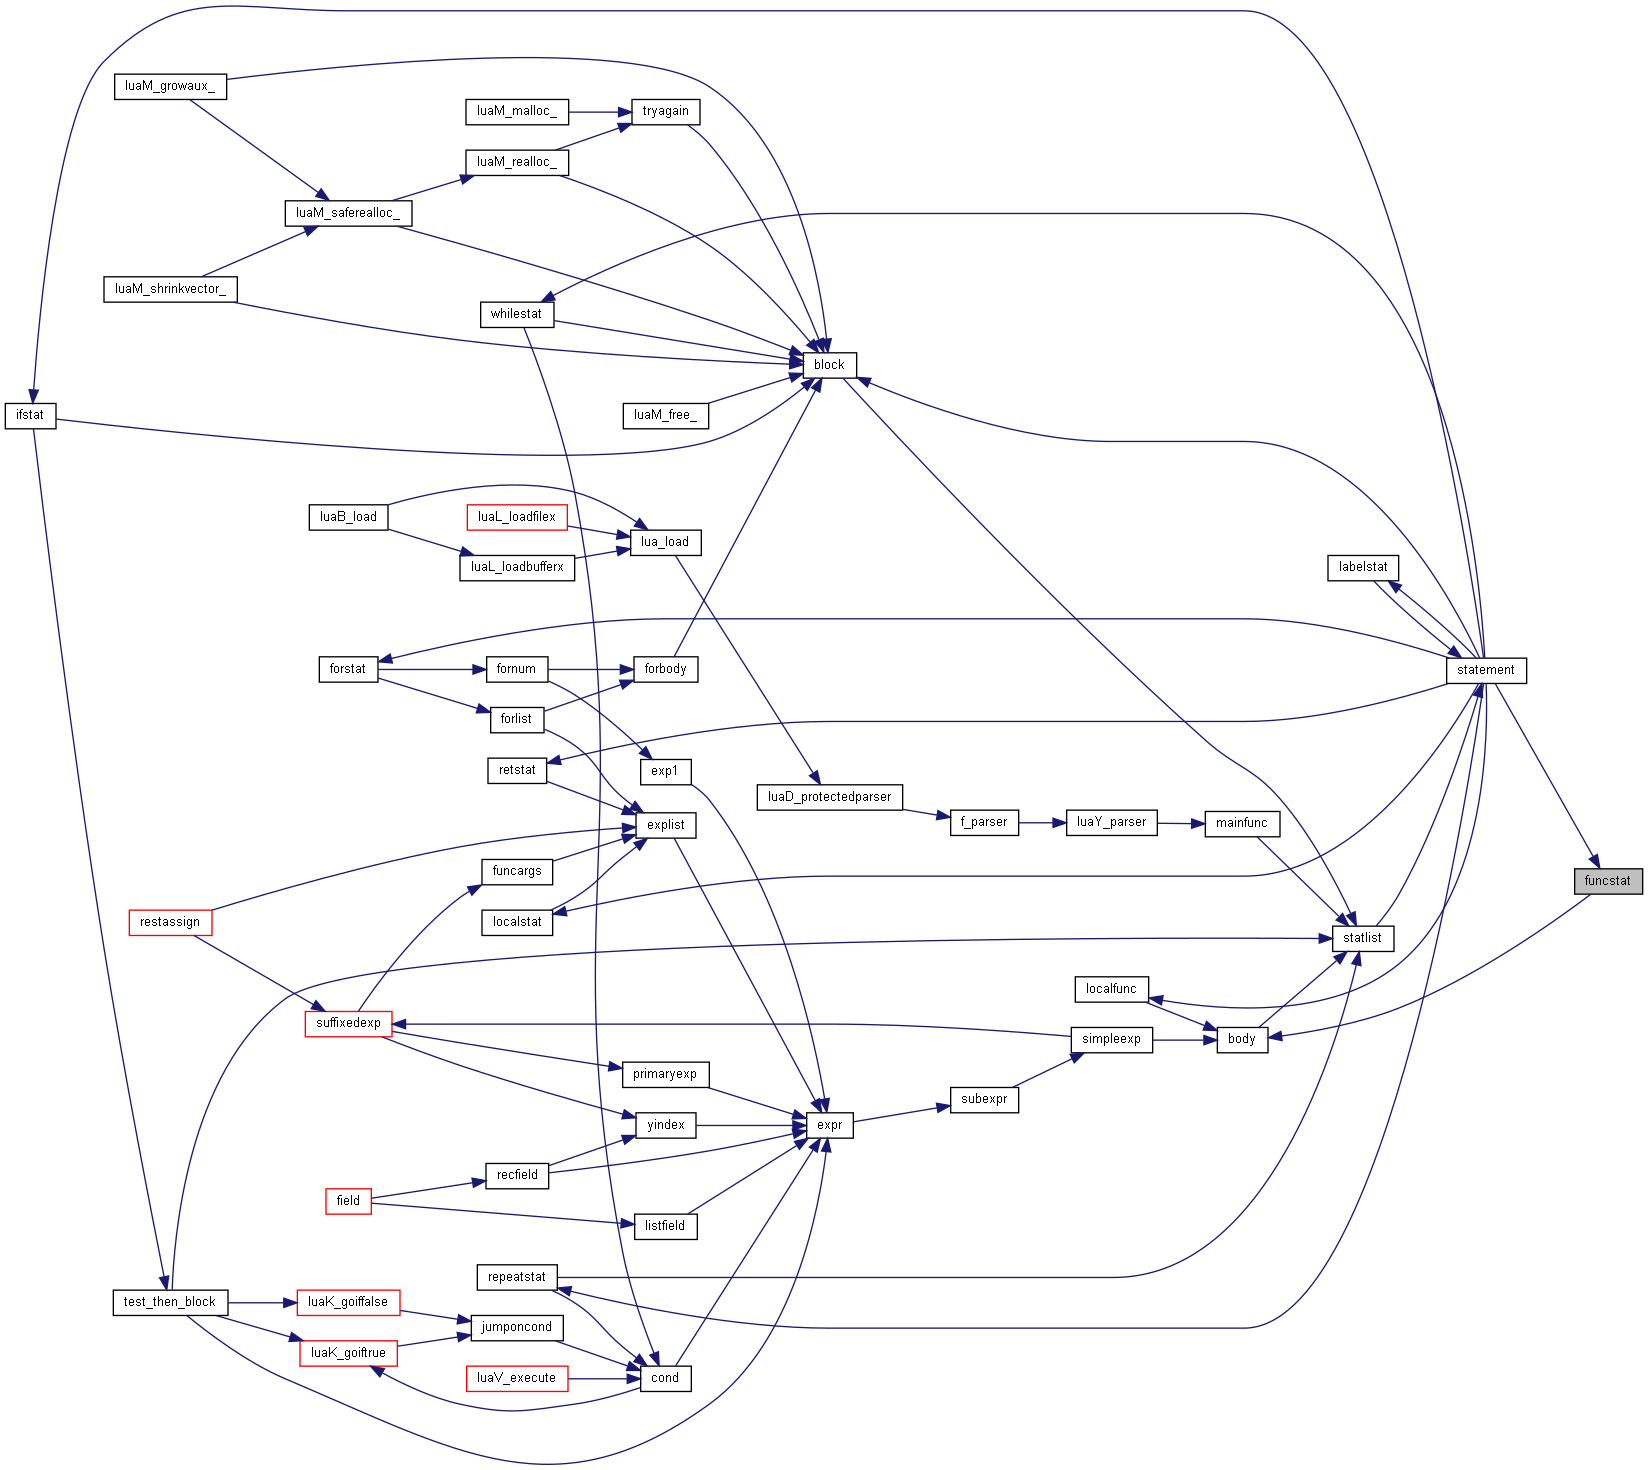 luaM_growaux_
luaM_malloc_
tryagain
luaM_realloc_
luaM_saferealloc_
luaM_shrinkvector_
whilestat
block
ifstat
luaM_free_
luaB_load
luaL_loadfilex
lua_load
luaL_loadbufferx
labelstat
forstat
fornum
forbody
statement
forlist
retstat
exp1
luaD_protectedparser
explist
f_parser
luaY_parser
mainfunc
funcargs
funcstat
restassign
localstat
statlist
localfunc
suffixedexp
simpleexp
body
primaryexp
subexpr
yindex
expr
recfield
field
listfield
repeatstat
test_then_block
luaK_goiffalse
jumponcond
luaK_goiftrue
luaV_execute
cond